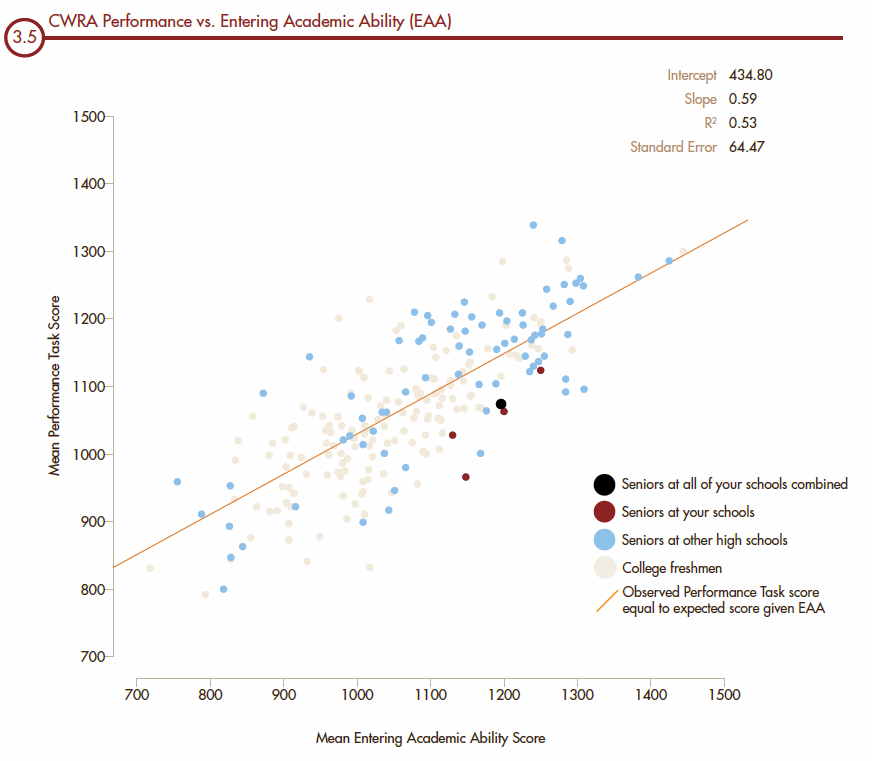 3.5 CWRA Performance vs. Entering Academic Ability (EAA)
Intercept 434.80
Slope 0.59
R² 0.53
Standard Error 64.47
1500
1400
1300
1200
1100
1000
900
800
700
Mean Performance Task Score
Seniors at all of your schools combined
Seniors at your schools
Seniors at other high schools
College freshmen
Observed Performance Task score
equal to expected score given EAA
700 800 900 1000 1100 1200 1300 1400 1500
Mean Entering Academic Ability Score